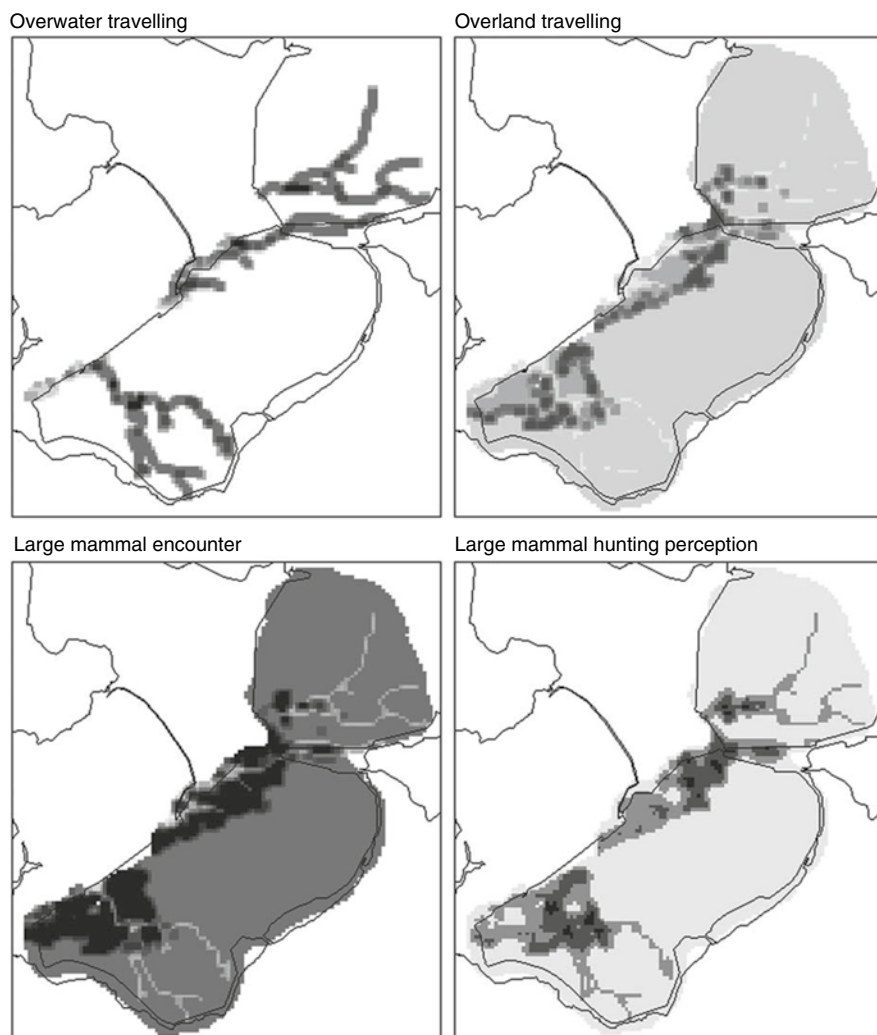 Overwater travelling
Overland travelling
Large mammal encounter
Large mammal hunting perception